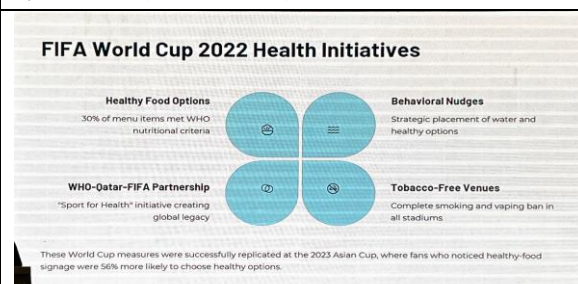 FIFA World Cup 2022 Health Initiatives
Healthy Food Options
30% of menu items met WHO
nutritional criteria
Behavioral Nudges
Strategic placement of water and
healthy options
WHO-Qatar-FIFA Partnership
"Sport for Health" initiative creating
global legacy
Tobacco-Free Venues
Complete smoking and vaping ban in
all stadiums
These World Cup measures were successfully replicated at the 2023 Asian Cup, where fans who noticed healthy-food
signage were 56% more likely to choose healthy options.